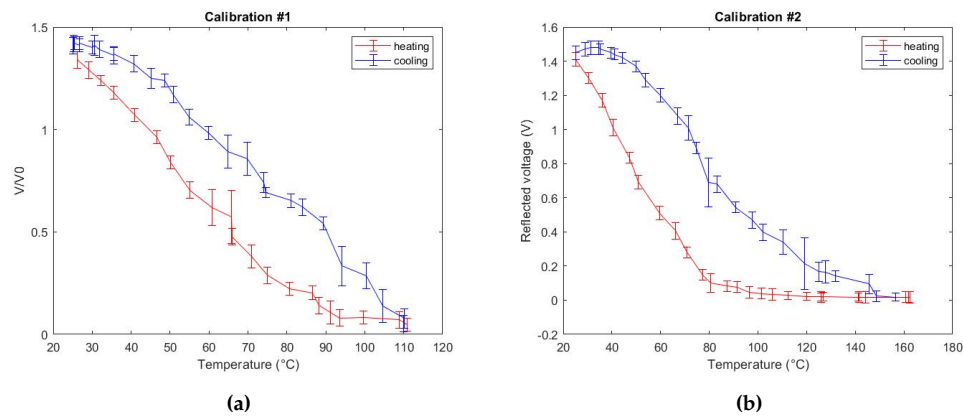 Calibration #1
1.5
1
0.5
0
V/V0
20 30 40 50 60 70 80 90 100 110 120
Temperature (°C)
heating
cooling
(a)
Calibration #2
1.8
1.6
1.4
1.2
1
0.8
0.6
0.4
0.2
0
-0.2
Reflected voltage (V)
20 40 60 80 100 120 140 160 180
Temperature (°C)
heating
cooling
(b)